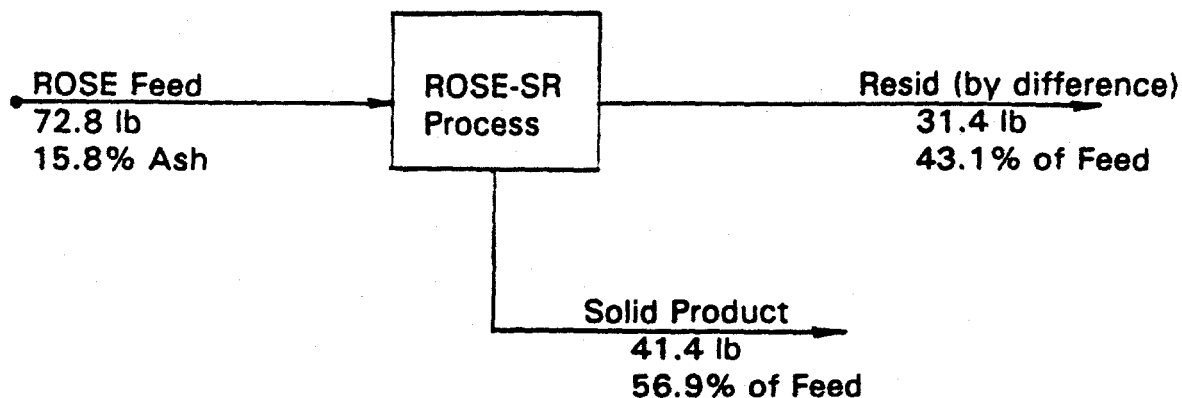 ROSE Feed
72.8 lb
15.8% Ash
ROSE-SR
Process
Resid (by difference)
31.4 lb
43.1% of Feed
Solid Product
41.4 lb
56.9% of Feed